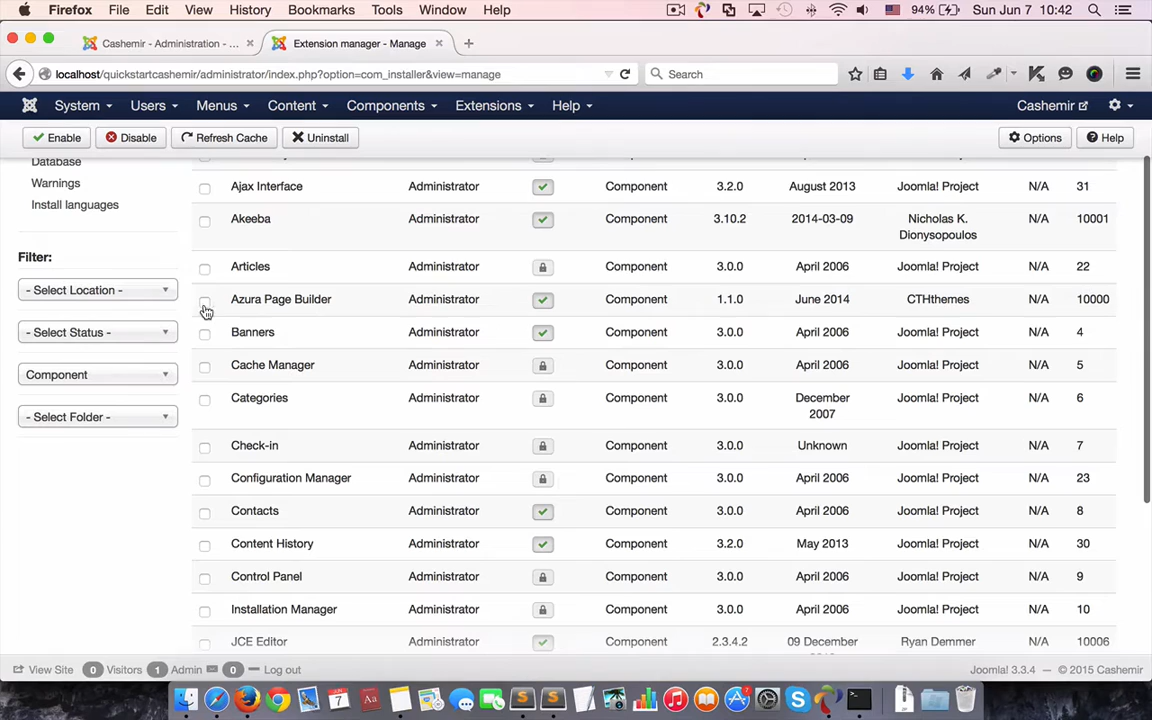 Firefox File Edit View History Bookmarks Tools Window Help 94% Sun Jun 7 10:42
Cashemir - Administration - ... Extension manager - Manage
localhost/quickstartcashemir/administrator/index.php?option=com_installer&view=manage Search
System Users Menus Content Components Extensions Help Cashemir
Enable Disable Refresh Cache Uninstall Options Help
Database
Warnings
Install languages
Filter:
- Select Location -
- Select Status -
Component
- Select Folder -
Ajax Interface Administrator Component 3.2.0 August 2013 Joomla! Project N/A 31
Akeeba Administrator Component 3.10.2 2014-03-09 Nicholas K. Dionysopoulos N/A 10001
Articles Administrator Component 3.0.0 April 2006 Joomla! Project N/A 22
Azura Page Builder Administrator Component 1.1.0 June 2014 CTHthemes N/A 10000
Banners Administrator Component 3.0.0 April 2006 Joomla! Project N/A 4
Cache Manager Administrator Component 3.0.0 April 2006 Joomla! Project N/A 5
Categories Administrator Component 3.0.0 December 2007 Joomla! Project N/A 6
Check-in Administrator Component 3.0.0 Unknown Joomla! Project N/A 7
Configuration Manager Administrator Component 3.0.0 April 2006 Joomla! Project N/A 23
Contacts Administrator Component 3.0.0 April 2006 Joomla! Project N/A 8
Content History Administrator Component 3.2.0 May 2013 Joomla! Project N/A 30
Control Panel Administrator Component 3.0.0 April 2006 Joomla! Project N/A 9
Installation Manager Administrator Component 3.0.0 April 2006 Joomla! Project N/A 10
JCE Editor Administrator Component 2.3.4.2 09 December Ryan Demmer N/A 10006
View Site 0 Visitors 1 Admin 0 Log out Joomla! 3.3.4 — © 2015 Cashemir